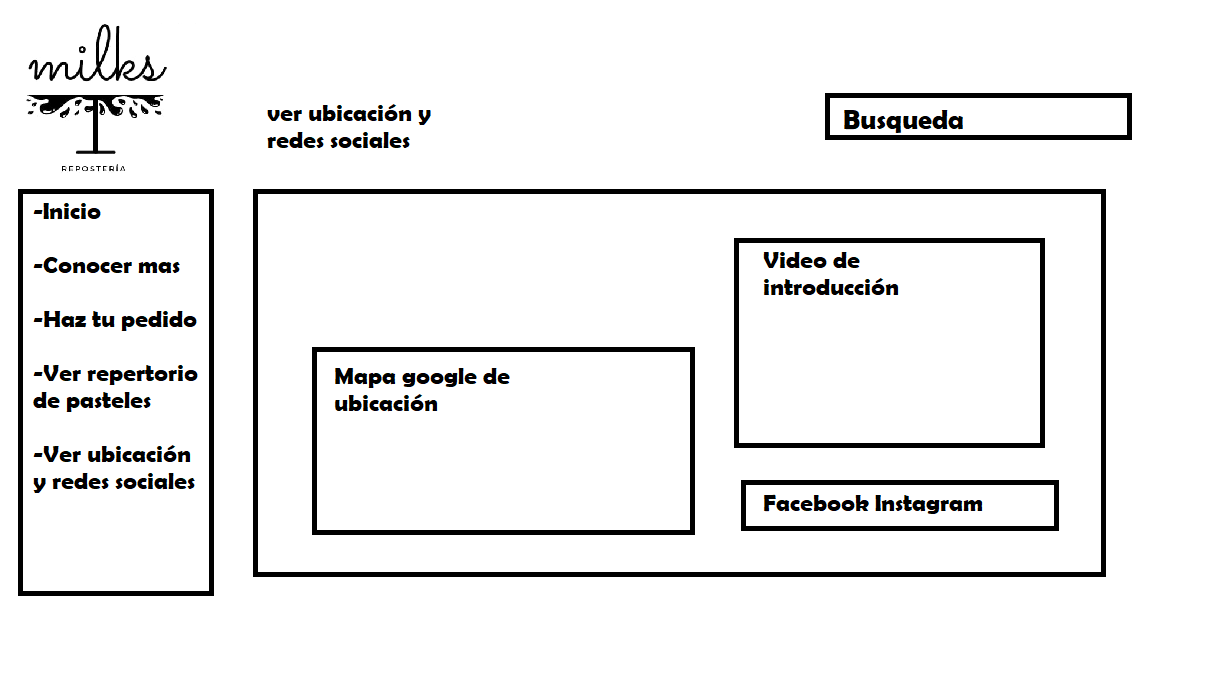 milks
REPOSTERÍA
ver ubicación y
redes sociales
Busqueda
-Inicio
-Conocer mas
-Haz tu pedido
-Ver repertorio
de pasteles
-Ver ubicación
y redes sociales
Mapa google de
ubicación
Video de
introducción
Facebook Instagram